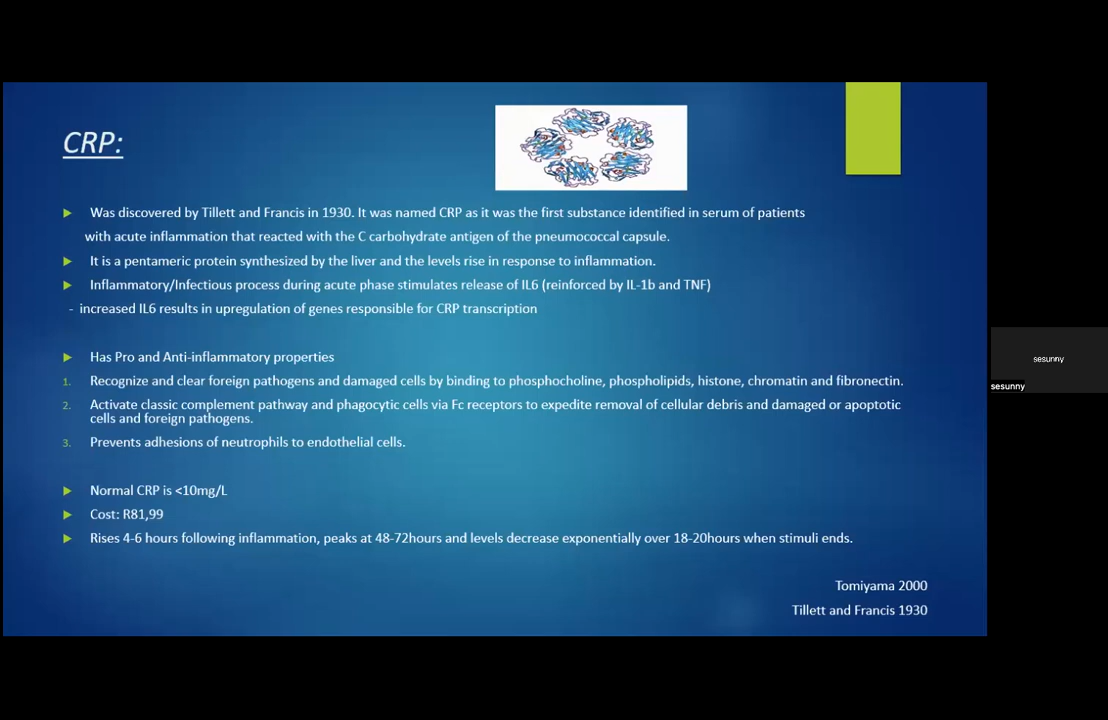 CRP:
Was discovered by Tillett and Francis in 1930. It was named CRP as it was the first substance identified in serum of patients
with acute inflammation that reacted with the C carbohydrate antigen of the pneumococcal capsule.
It is a pentameric protein synthesized by the liver and the levels rise in response to inflammation.
Inflammatory/Infectious process during acute phase stimulates release of IL6 (reinforced by IL-1b and TNF)
- increased IL6 results in upregulation of genes responsible for CRP transcription
Has Pro and Anti-inflammatory properties
1. Recognize and clear foreign pathogens and damaged cells by binding to phosphocholine, phospholipids, histone, chromatin and fibronectin.
2. Activate classic complement pathway and phagocytic cells via Fc receptors to expedite removal of cellular debris and damaged or apoptotic
cells and foreign pathogens.
3. Prevents adhesions of neutrophils to endothelial cells.
Normal CRP is <10mg/L
Cost: R81,99
Rises 4-6 hours following inflammation, peaks at 48-72hours and levels decrease exponentially over 18-20hours when stimuli ends.
Tomiyama 2000
Tillett and Francis 1930
sesunny
sesunny